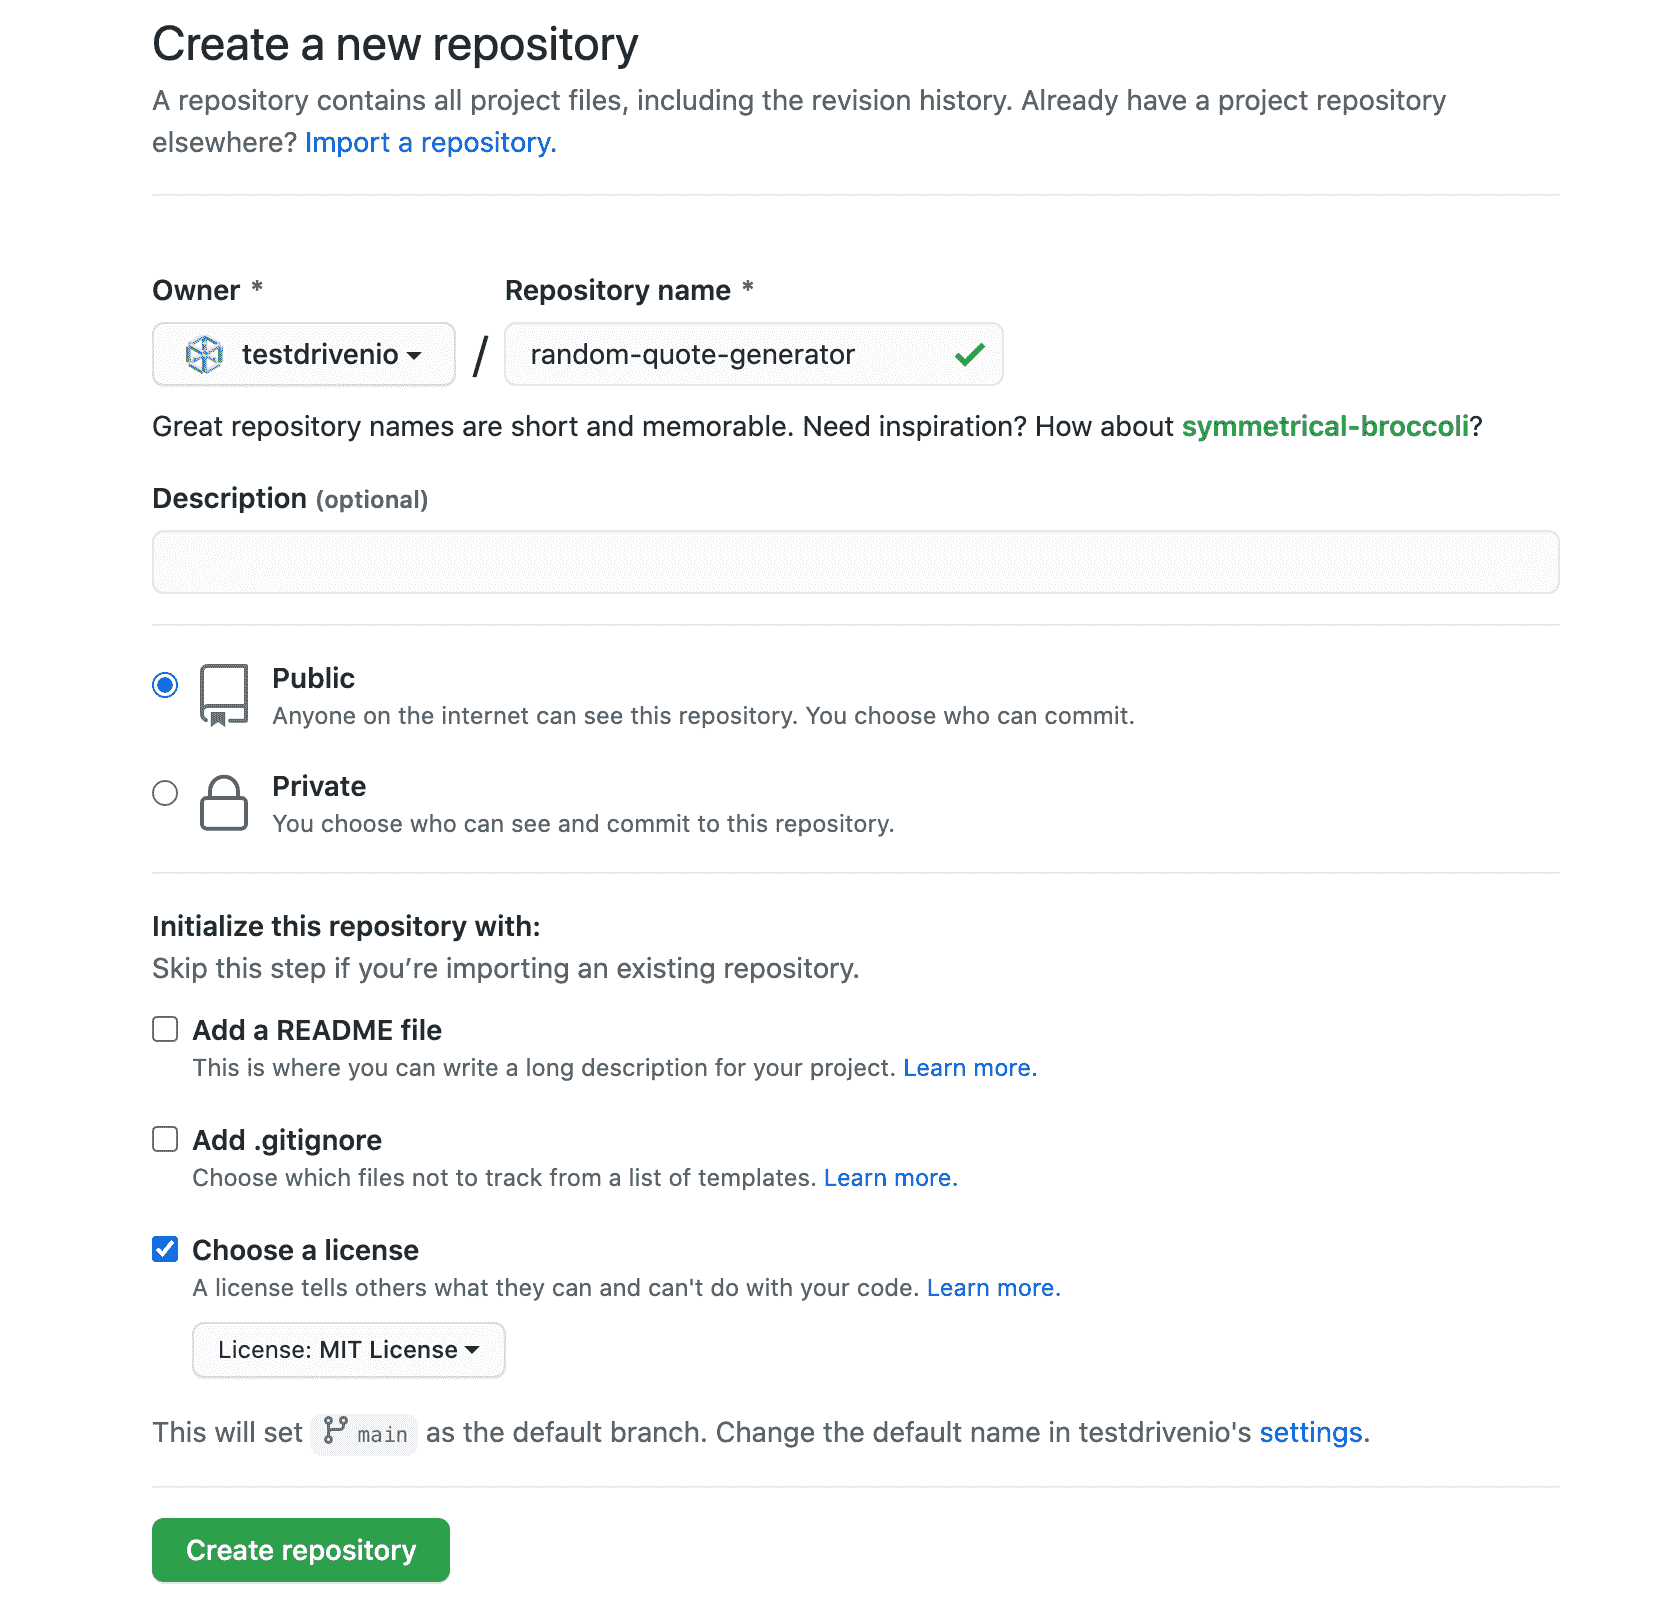 Create a new repository
A repository contains all project files, including the revision history. Already have a project repository
elsewhere? Import a repository.
Owner * Repository name *
testdrivenio / random-quote-generator
Great repository names are short and memorable. Need inspiration? How about symmetrical-broccoli?
Description (optional)
Public
Anyone on the internet can see this repository. You choose who can commit.
Private
You choose who can see and commit to this repository.
Initialize this repository with:
Skip this step if you’re importing an existing repository.
Add a README file
This is where you can write a long description for your project. Learn more.
Add .gitignore
Choose which files not to track from a list of templates. Learn more.
Choose a license
A license tells others what they can and can't do with your code. Learn more.
License: MIT License
This will set main as the default branch. Change the default name in testdrivenio's settings.
Create repository